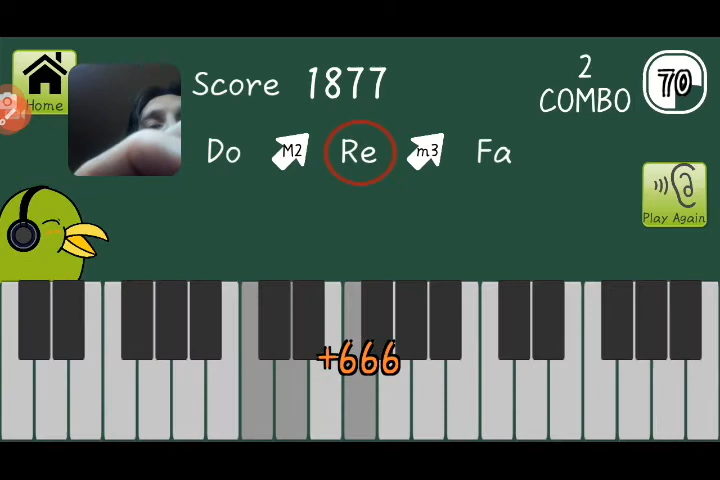 Home
Score 1877
2
COMBO
70
Do M2 Re m3 Fa
Play Again
+666